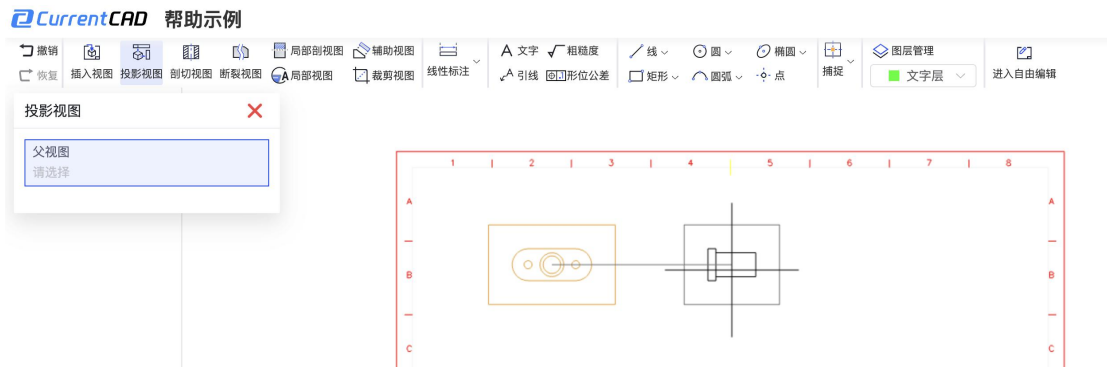 CurrentCAD 帮助示例
撤销 插入视图 投影视图 剖切视图 断裂视图 局部剖视图 辅助视图 线性标注 A 文字 粗糙度 线 圆 椭圆 捕捉 图层管理 进入自由编辑
恢复 A局部视图 裁剪视图 A 引线 形位公差 矩形 圆弧 点 文字层
投影视图
父视图
请选择
1 2 3 4 5 6 7 8
A A
B B
C C